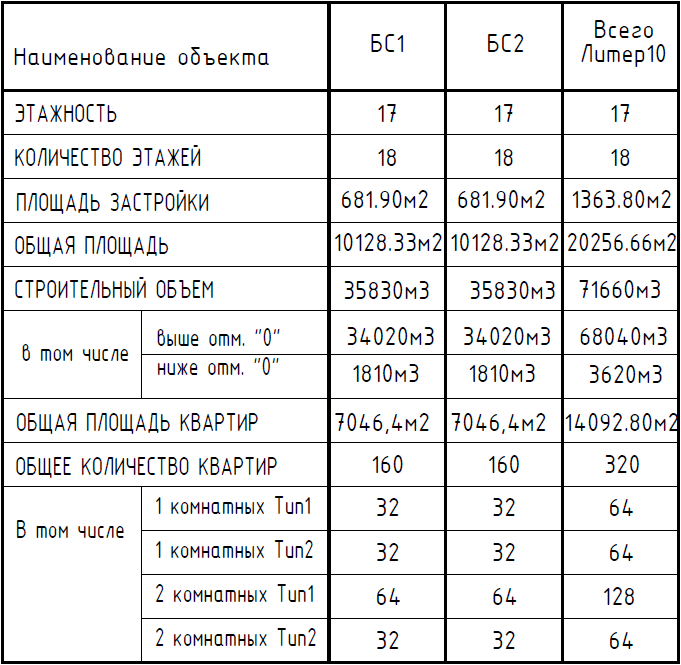 Наименование объекта БС1 БС2 Всего Литер10
ЭТАЖНОСТЬ 17 17 17
КОЛИЧЕСТВО ЭТАЖЕЙ 18 18 18
ПЛОЩАДЬ ЗАСТРОЙКИ 681.90м2 681.90м2 1363.80м2
ОБЩАЯ ПЛОЩАДЬ 10128.33м2 10128.33м2 20256.66м2
СТРОИТЕЛЬНЫЙ ОБЪЕМ 35830м3 35830м3 71660м3
в том числе выше отм. "0" 34020м3 34020м3 68040м3
ниже отм. "0" 1810м3 1810м3 3620м3
ОБЩАЯ ПЛОЩАДЬ КВАРТИР 7046,4м2 7046,4м2 14092.80м2
ОБЩЕЕ КОЛИЧЕСТВО КВАРТИР 160 160 320
В том числе 1 комнатных Тип1 32 32 64
1 комнатных Тип2 32 32 64
2 комнатных Тип1 64 64 128
2 комнатных Тип2 32 32 64